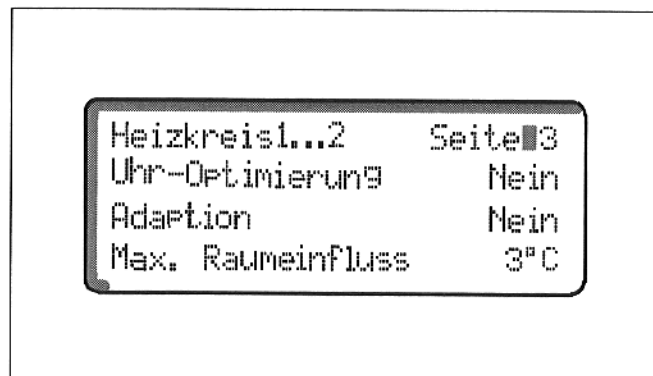 Heizkreis1...2 Seite 3
Uhr-Optimierung Nein
Adaption Nein
Max. Raumeinfluss 3°C